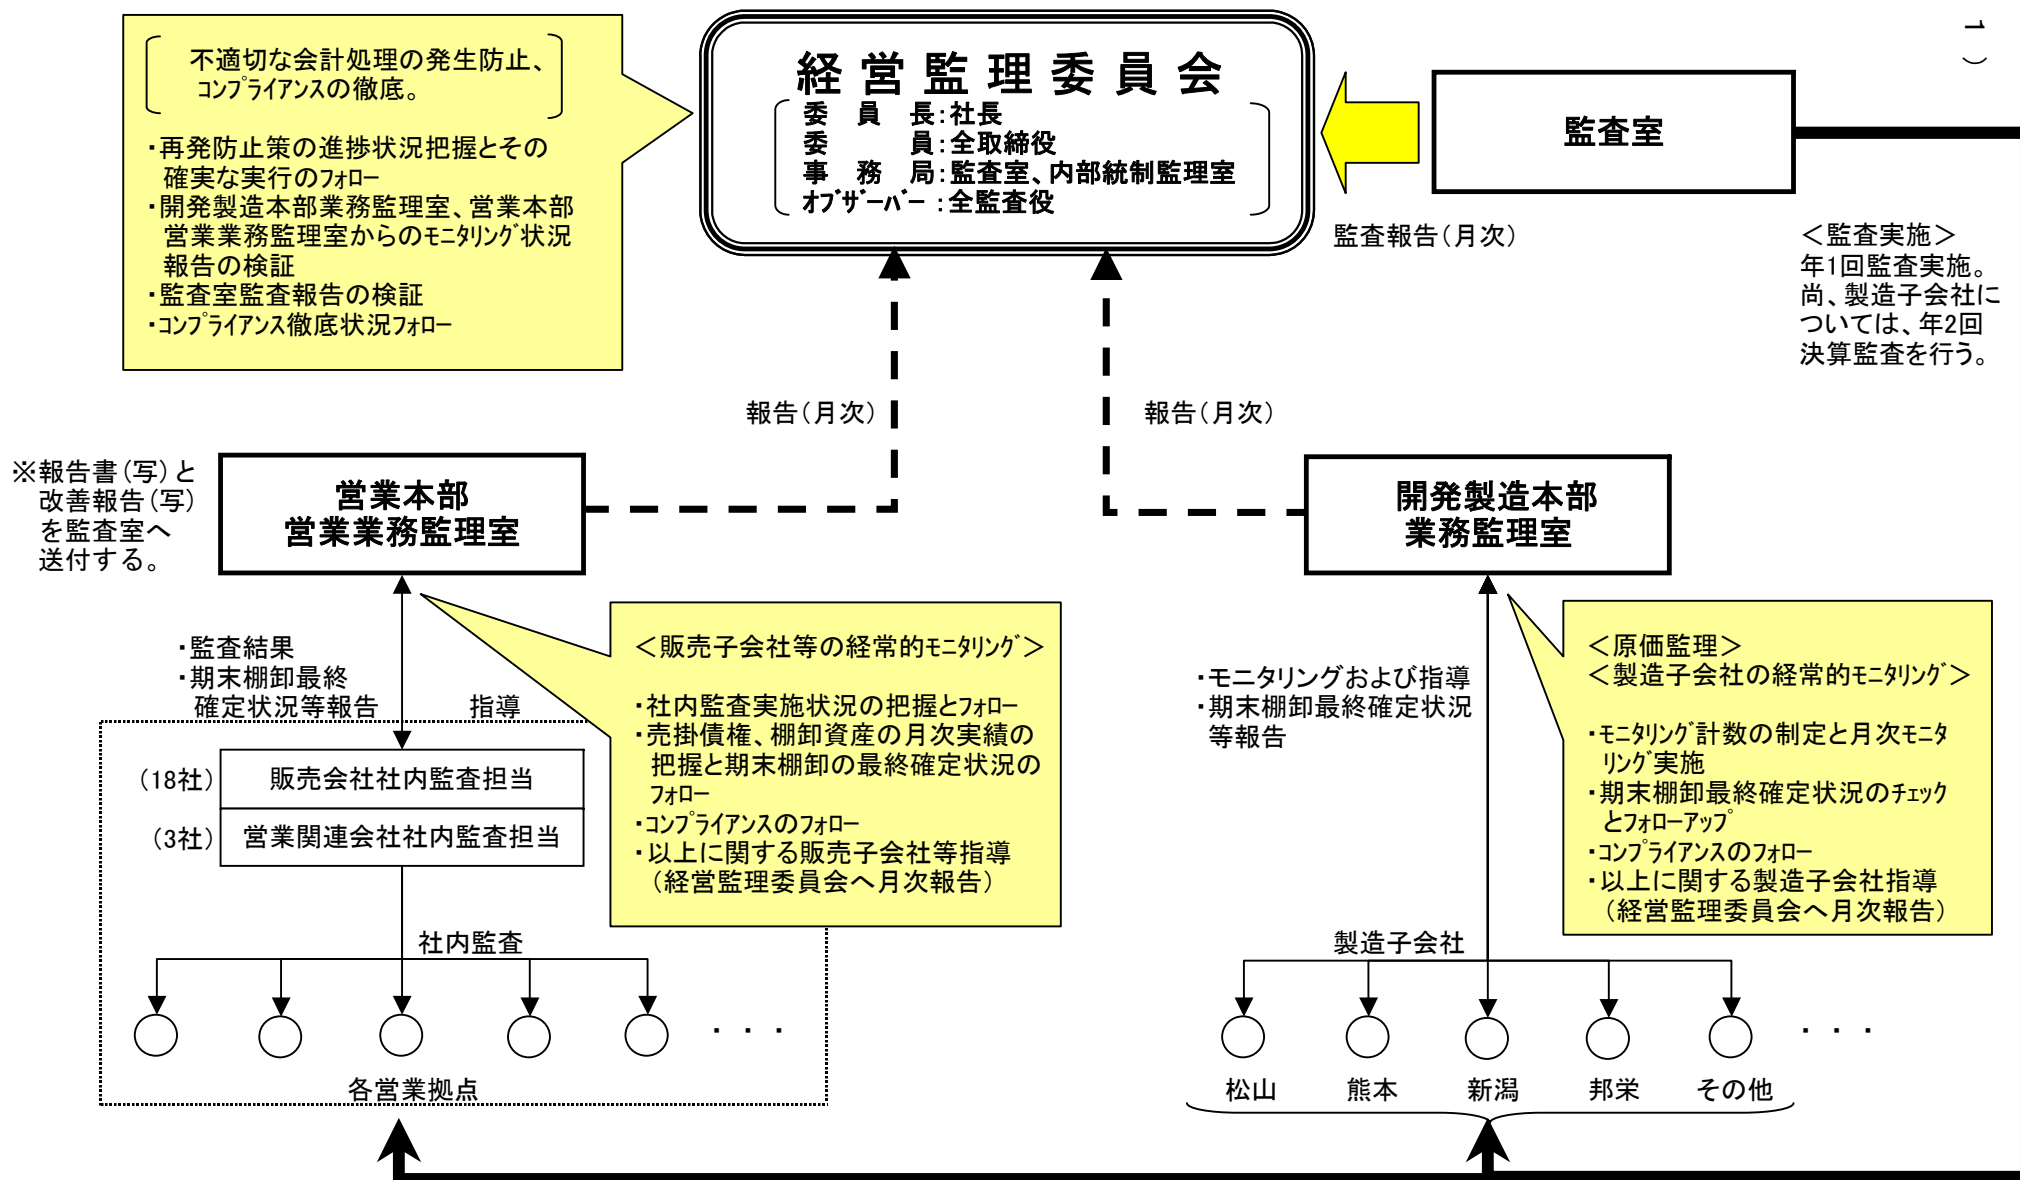 不適切な会計処理の発生防止、
コンプライアンスの徹底。
・再発防止策の進捗状況把握とその
確実な実行のフォロー
・開発製造本部業務監理室、営業本部
営業業務監理室からのモニタリング状況
報告の検証
・監査室監査報告の検証
・コンプライアンス徹底状況フォロー
経営監理委員会
委員長：社長
委員：全取締役
事務局：監査室、内部統制監理室
オブザーバー：全監査役
監査室
1）
監査報告（月次）
＜監査実施＞
年1回監査実施。
尚、製造子会社に
ついては、年2回
決算監査を行う。
報告（月次）
報告（月次）
※報告書（写）と
改善報告（写）
を監査室へ
送付する。
営業本部
営業業務監理室
開発製造本部
業務監理室
・監査結果
・期末棚卸最終
確定状況等報告
指導
＜販売子会社等の経常的モニタリング＞
・社内監査実施状況の把握とフォロー
・売掛債権、棚卸資産の月次実績の
把握と期末棚卸の最終確定状況の
フォロー
・コンプライアンスのフォロー
・以上に関する販売子会社等指導
（経営監理委員会へ月次報告）
・モニタリングおよび指導
・期末棚卸最終確定状況
等報告
＜原価監理＞
＜製造子会社の経常的モニタリング＞
・モニタリング計数の制定と月次モニタ
リング実施
・期末棚卸最終確定状況のチェック
とフォローアップ
・コンプライアンスのフォロー
・以上に関する製造子会社指導
（経営監理委員会へ月次報告）
（18社）
販売会社社内監査担当
（3社）
営業関連会社社内監査担当
社内監査
・・・
各営業拠点
製造子会社
・・・
松山
熊本
新潟
邦栄
その他